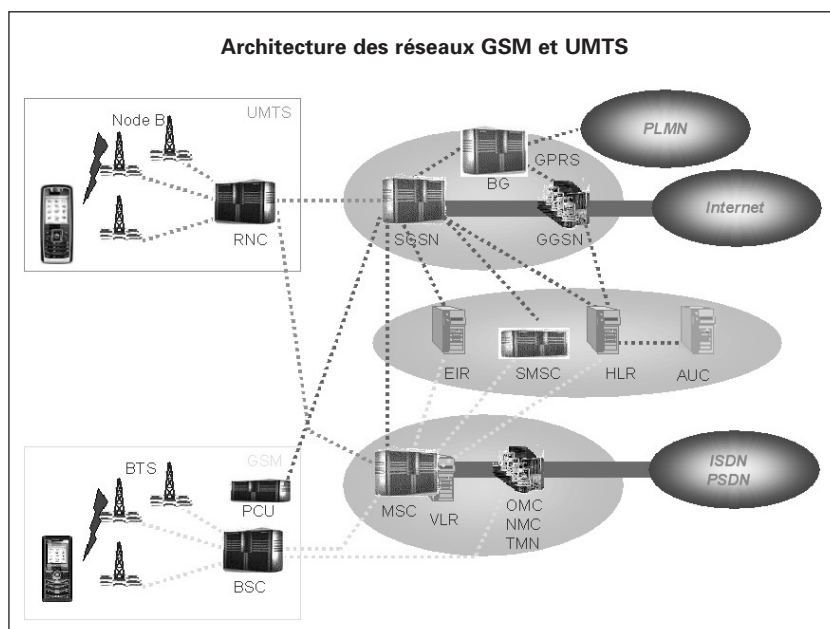 Architecture des réseaux GSM et UMTS
Node B
UMTS
RNC
BG
GPRS
SGSN
GGSN
PLMN
Internet
EIR
SMSC
HLR
AUC
GSM
BTS
PCU
BSC
MSC
VLR
OMC
NMC
TMN
ISDN
PSDN